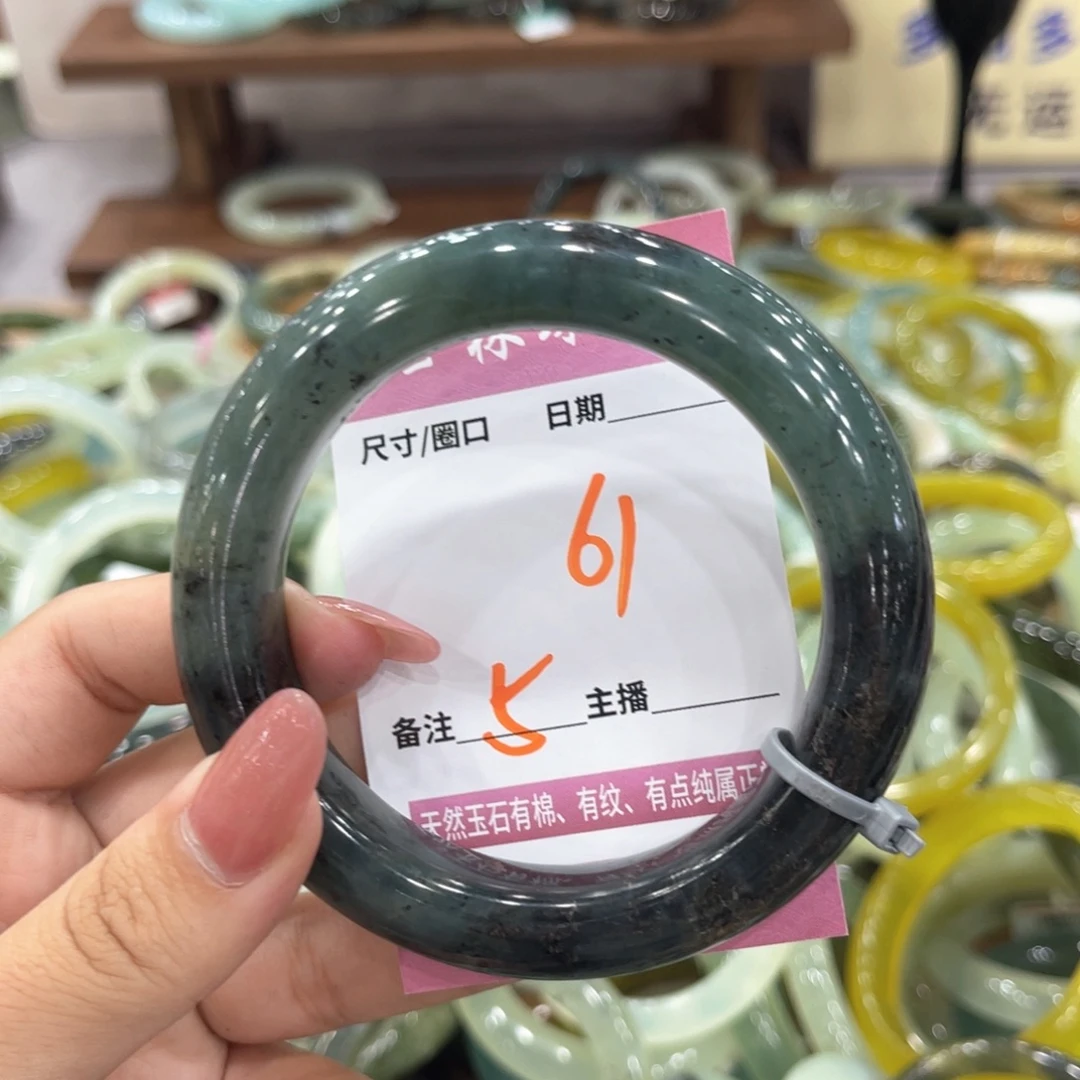 尺寸/圈口 日期
61
备注 5 主播
天然玉石有棉、有纹、有点纯属正